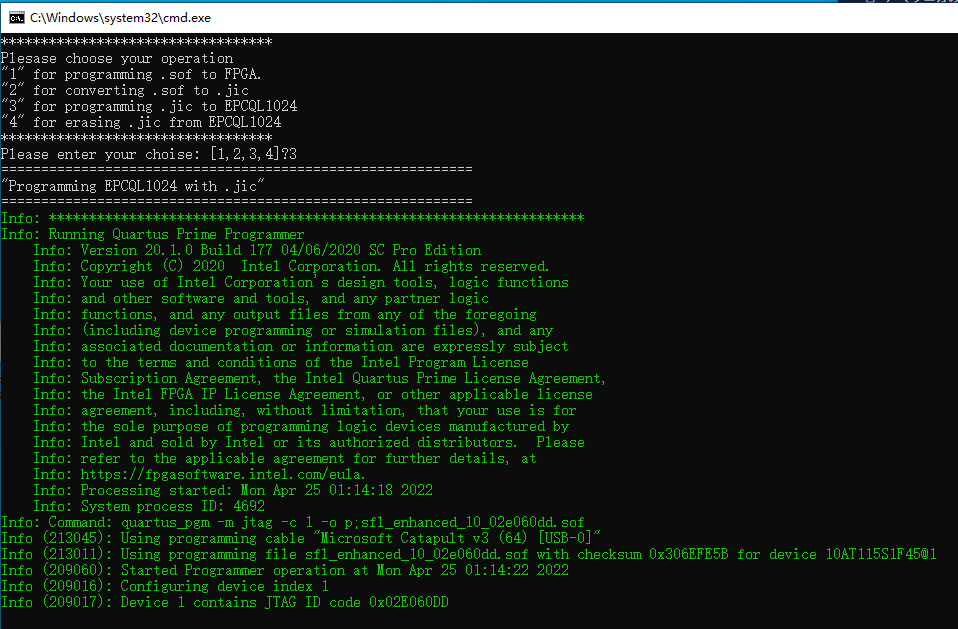 C:\Windows\system32\cmd.exe
**********************************
Plesase choose your operation
"1" for programming .sof to FPGA.
"2" for converting .sof to .jic
"3" for programming .jic to EPCQL1024
"4" for erasing .jic from EPCQL1024
**********************************
Please enter your choise: [1,2,3,4]?3
===========================================================
"Programming EPCQL1024 with .jic"
===========================================================
Info: *******************************************************************
Info: Running Quartus Prime Programmer
    Info: Version 20.1.0 Build 177 04/06/2020 SC Pro Edition
    Info: Copyright (C) 2020  Intel Corporation. All rights reserved.
    Info: Your use of Intel Corporation's design tools, logic functions
    Info: and other software and tools, and any partner logic
    Info: functions, and any output files from any of the foregoing
    Info: (including device programming or simulation files), and any
    Info: associated documentation or information are expressly subject
    Info: to the terms and conditions of the Intel Program License
    Info: Subscription Agreement, the Intel Quartus Prime License Agreement,
    Info: the Intel FPGA IP License Agreement, or other applicable license
    Info: agreement, including, without limitation, that your use is for
    Info: the sole purpose of programming logic devices manufactured by
    Info: Intel and sold by Intel or its authorized distributors.  Please
    Info: refer to the applicable agreement for further details, at
    Info: https://fpgasoftware.intel.com/eula.
    Info: Processing started: Mon Apr 25 01:14:18 2022
    Info: System process ID: 4692
Info: Command: quartus_pgm -m jtag -c 1 -o p;sfl_enhanced_10_02e060dd.sof
Info (213045): Using programming cable "Microsoft Catapult v3 (64) [USB-0]"
Info (213011): Using programming file sfl_enhanced_10_02e060dd.sof with checksum 0x306EFE5B for device 10AT115S1F45@1
Info (209060): Started Programmer operation at Mon Apr 25 01:14:22 2022
Info (209016): Configuring device index 1
Info (209017): Device 1 contains JTAG ID code 0x02E060DD